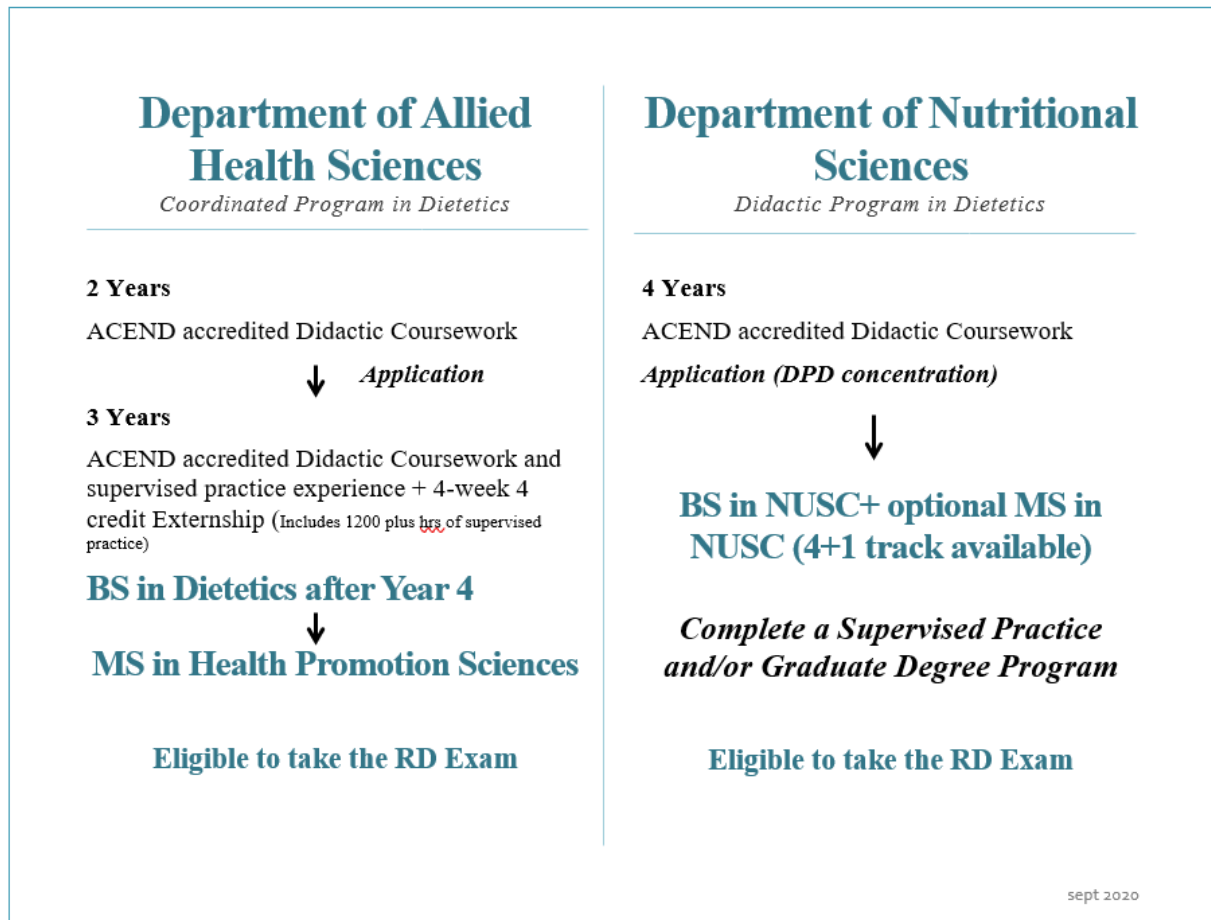 Department of Allied
Health Sciences
Coordinated Program in Dietetics
2 Years
ACEND accredited Didactic Coursework
Application
3 Years
ACEND accredited Didactic Coursework and
supervised practice experience + 4-week 4
credit Externship (Includes 1200 plus hrs of supervised
practice)
BS in Dietetics after Year 4
MS in Health Promotion Sciences
Eligible to take the RD Exam
Department of Nutritional
Sciences
Didactic Program in Dietetics
4 Years
ACEND accredited Didactic Coursework
Application (DPD concentration)
BS in NUSC+ optional MS in
NUSC (4+1 track available)
Complete a Supervised Practice
and/or Graduate Degree Program
Eligible to take the RD Exam
sept 2020